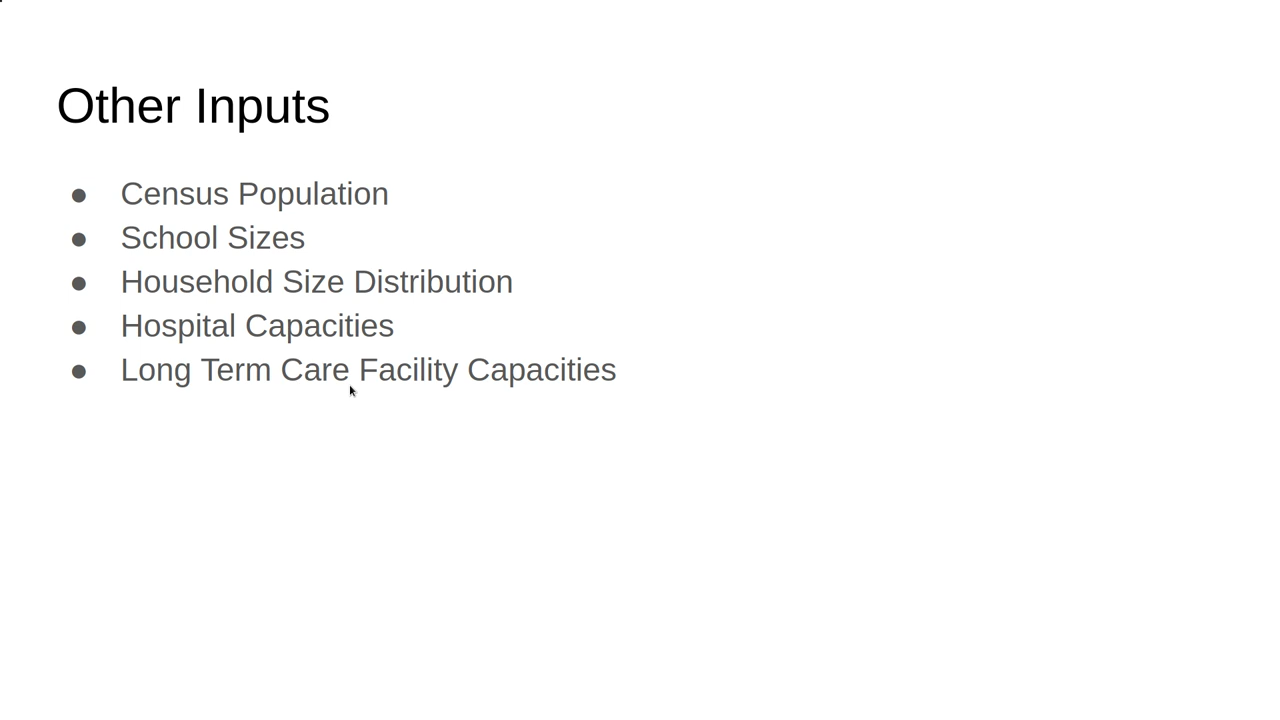 Other Inputs
● Census Population
● School Sizes
● Household Size Distribution
● Hospital Capacities
● Long Term Care Facility Capacities